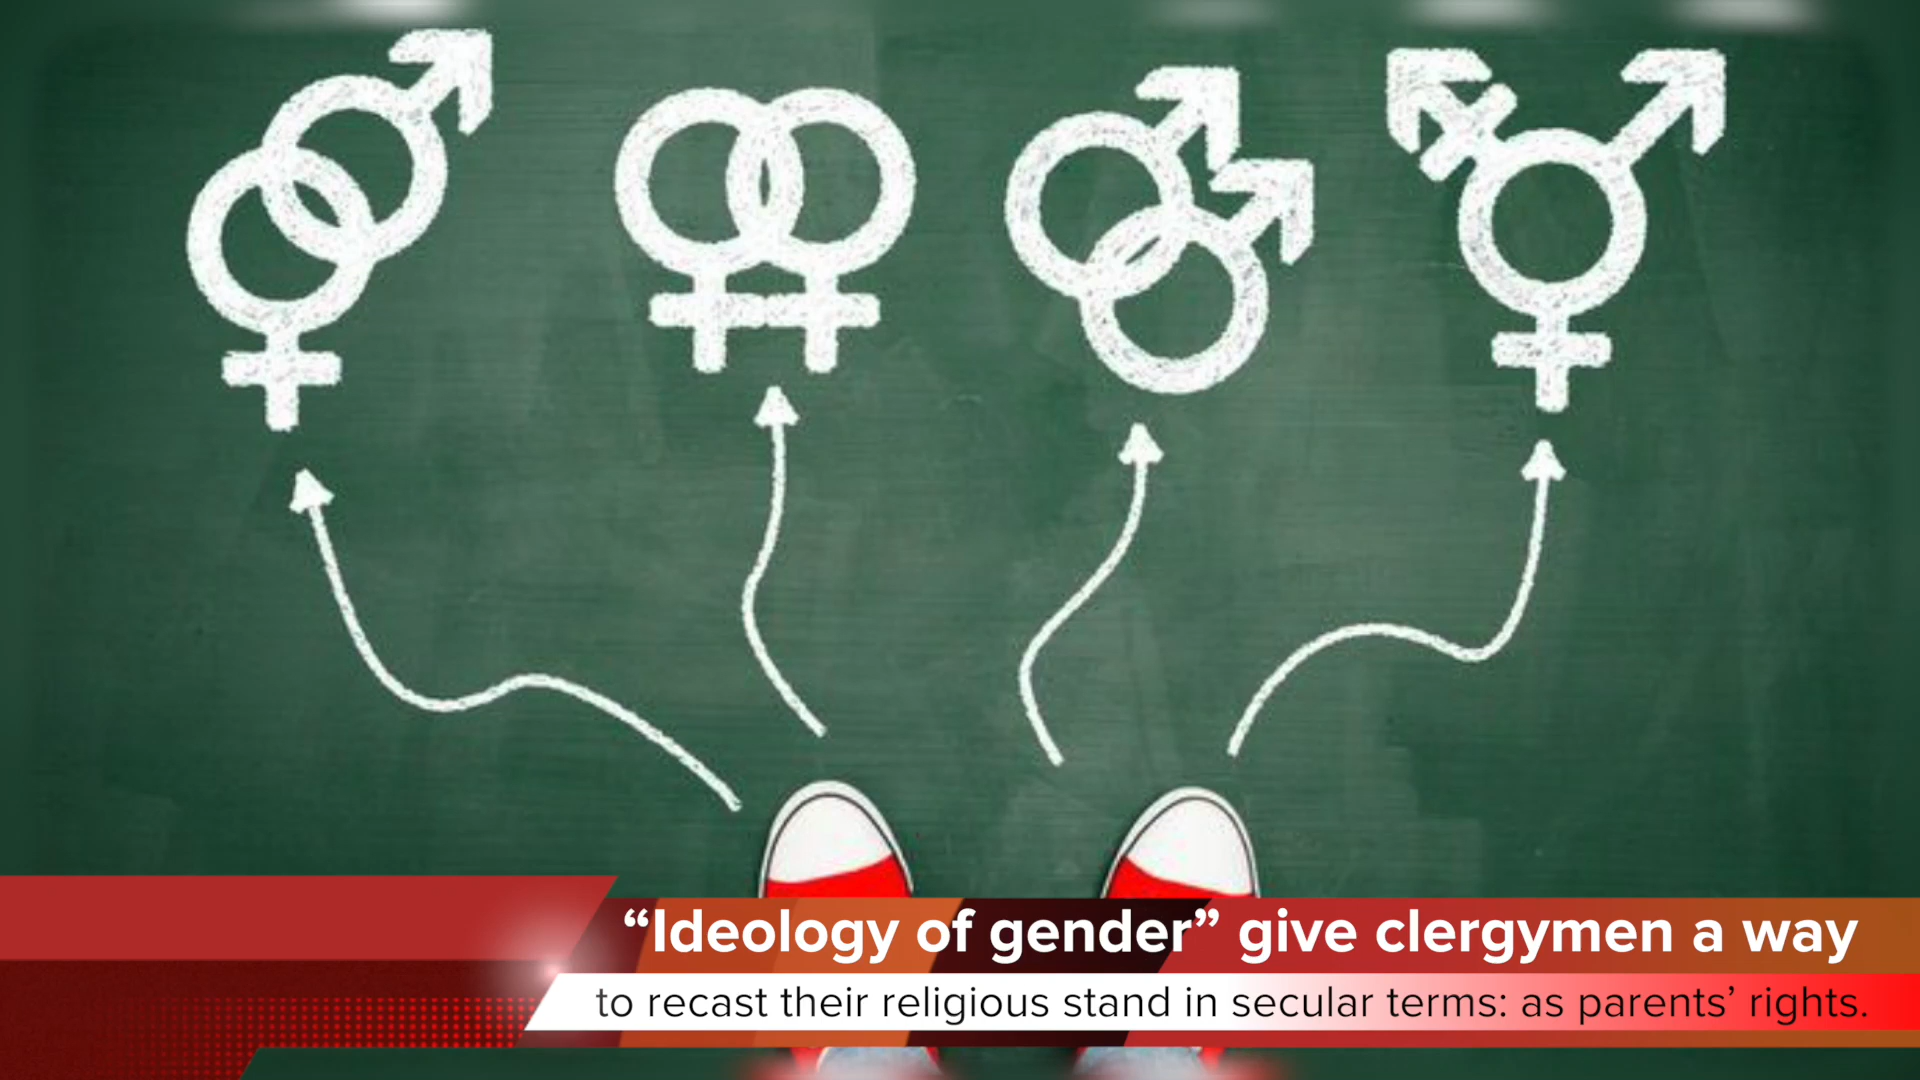 “Ideology of gender” give clergymen a way
to recast their religious stand in secular terms: as parents’ rights.